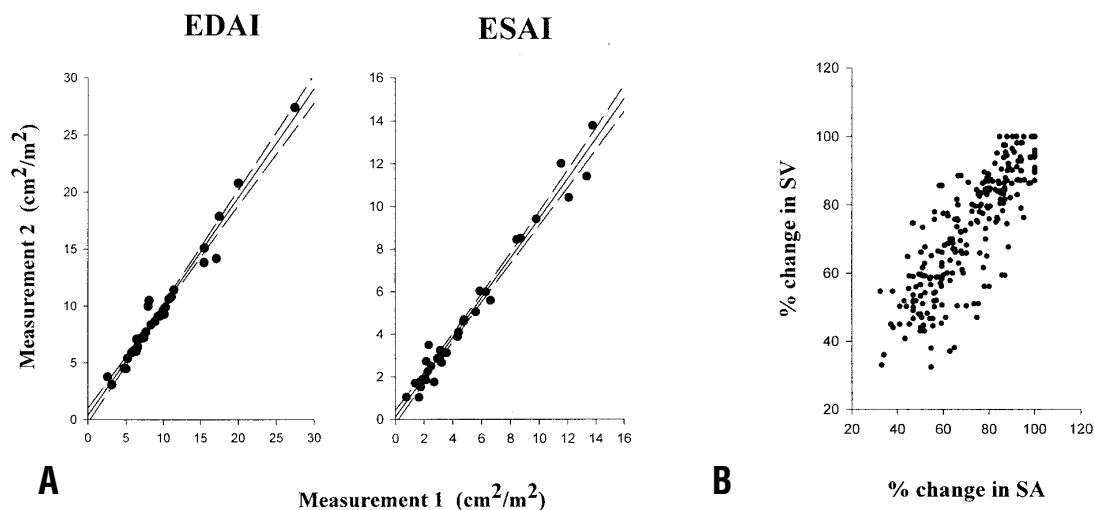 EDAI
ESAI
Measurement 2 (cm²/m²)
30
25
20
15
10
5
0
0 5 10 15 20 25 30
16
14
12
10
8
6
4
2
0
0 2 4 6 8 10 12 14 16
% change in SV
120
100
80
60
40
20
20 40 60 80 100 120
A
Measurement 1 (cm²/m²)
B
% change in SA